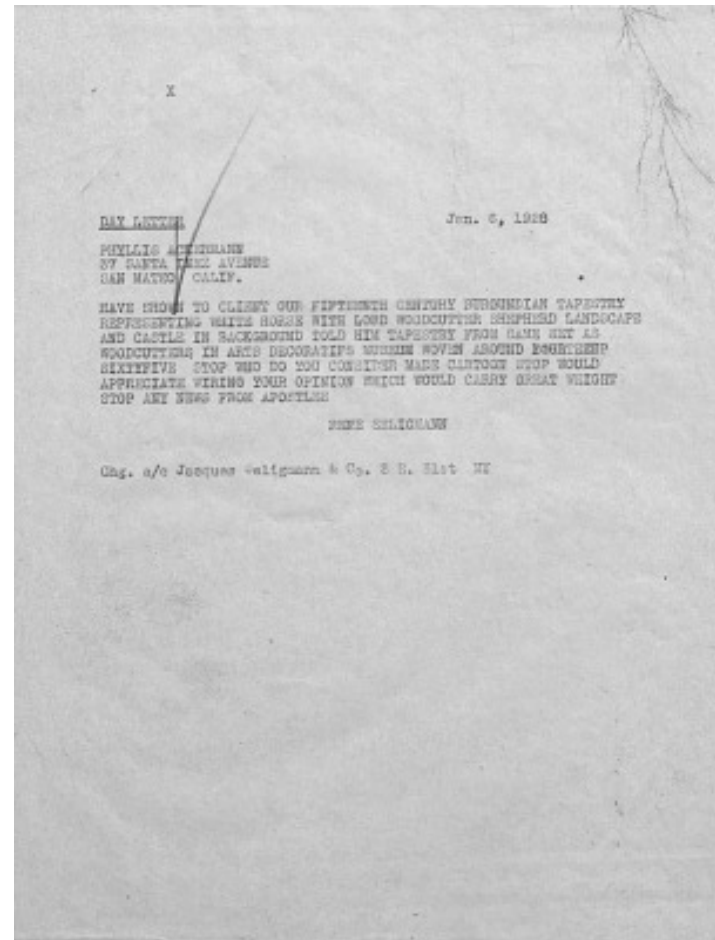 X
DAY LETTER Jan. 6, 1928
PHYLLIS ACKERMANN
37 SANTA INEZ AVENUE
SAN MATEO, CALIF.
HAVE SHOWN TO CLIENT OUR FIFTEENTH CENTURY BURGUNDIAN TAPESTRY
REPRESENTING WHITE HORSE WITH LORD WOODCUTTER SHEPHERD LANDSCAPE
AND CASTLE IN BACKGROUND TOLD HIM TAPESTRY FROM SAME SET AS
WOODCUTTERS IN ARTS DECORATIFS MUSEUM WOVEN AROUND
SIXTYFIVE STOP WHO DO YOU CONSIDER MADE CARTOON STOP WOULD
APPRECIATE WIRING YOUR OPINION WHICH WOULD CARRY GREAT WEIGHT
STOP ANY NEWS FROM APOSTLES
RENE SELIGMANN
Chg. a/c Jacques Seligmann & Co. 3 E. 51st NY